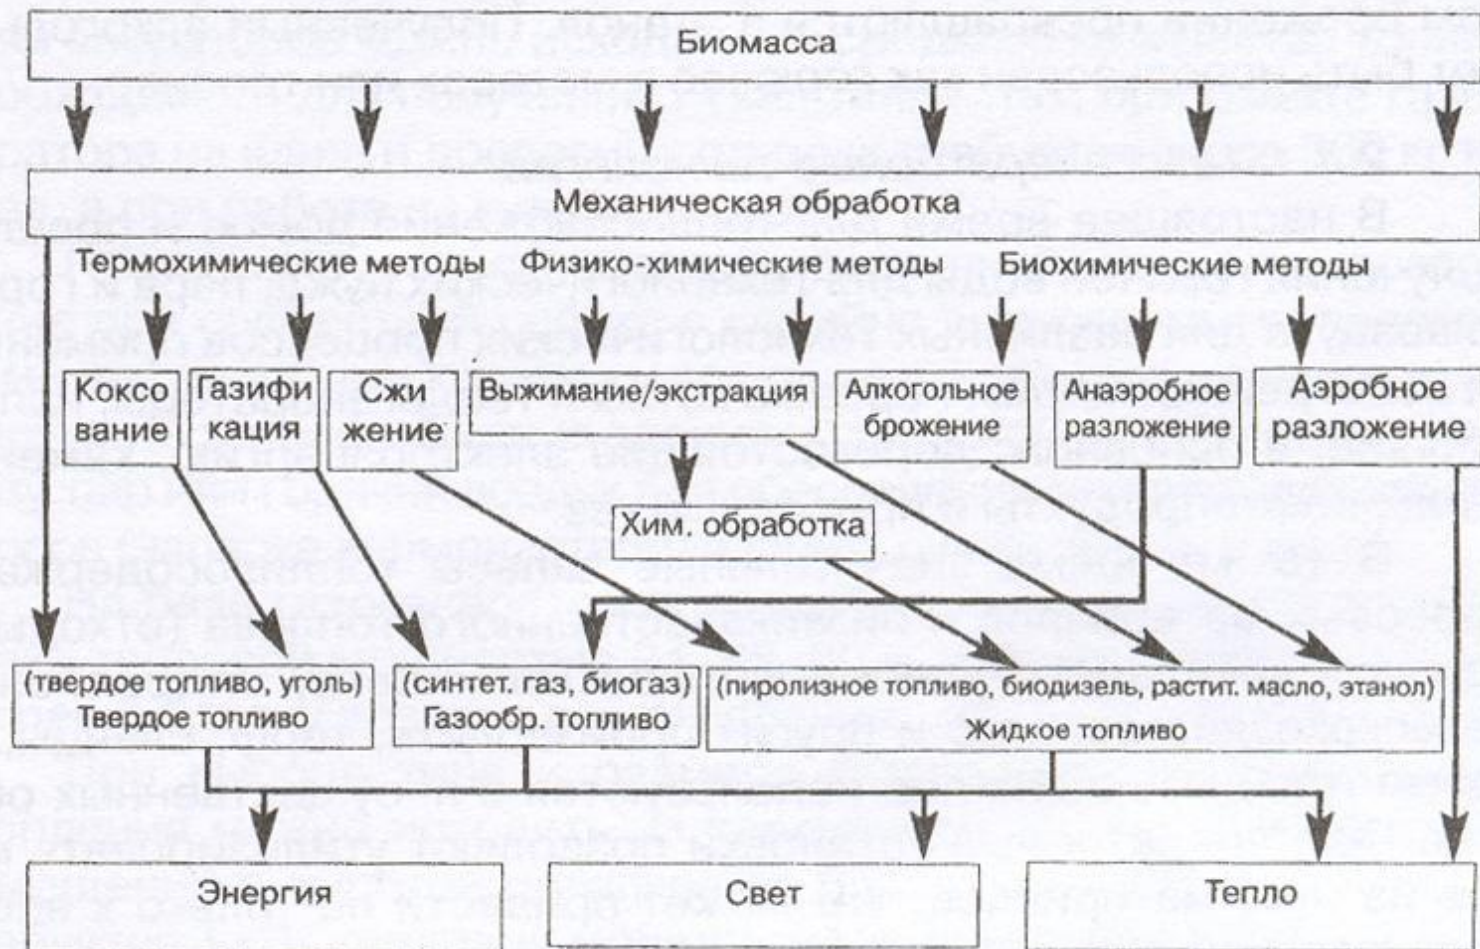 Биомасса
Механическая обработка
Термохимические методы
Физико-химические методы
Биохимические методы
Коксо
вание
Газифи
кация
Сжи
жение
Выжимание/экстракция
Алкогольное
брожение
Анаэробное
разложение
Аэробное
разложение
Хим. обработка
(твердое топливо, уголь)
Твердое топливо
(синтет. газ, биогаз)
Газообр. топливо
(пиролизное топливо, биодизель, растит. масло, этанол)
Жидкое топливо
Энергия
Свет
Тепло